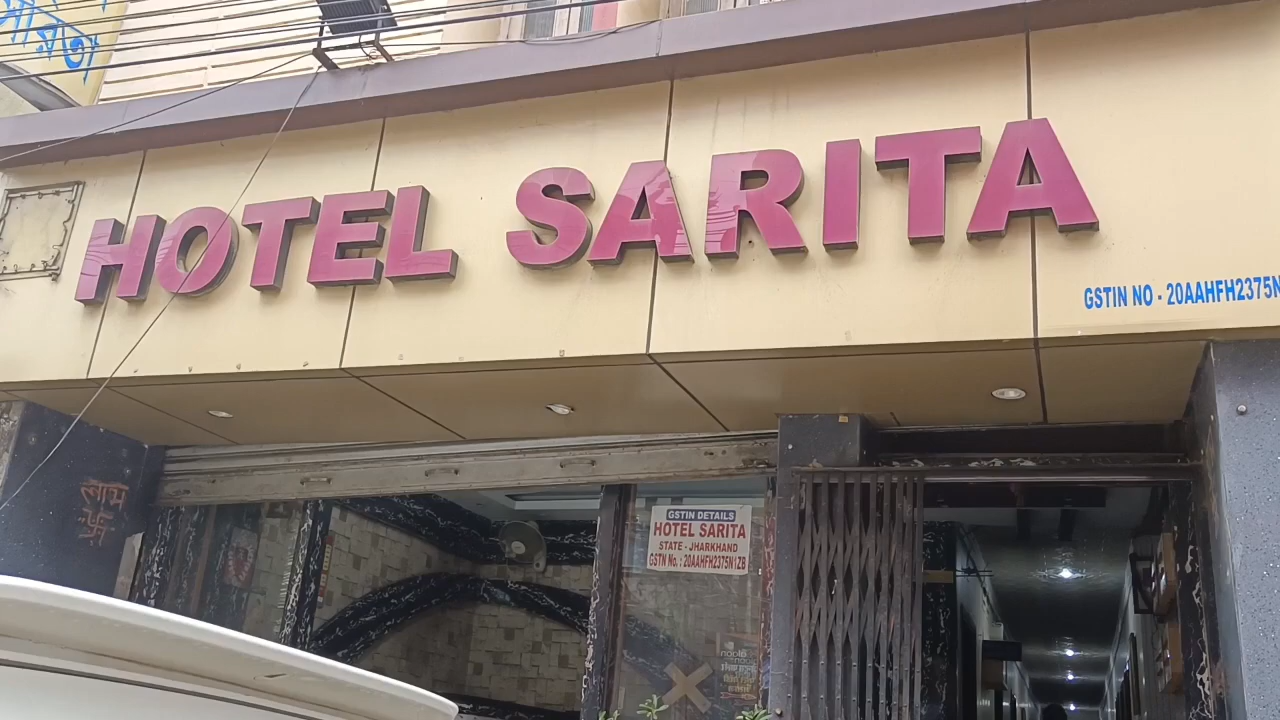 HOTEL SARITA
GSTIN NO - 20AAHFH2375N
GSTIN DETAILS
HOTEL SARITA
STATE - JHARKHAND
GSTN No. : 20AAHFH2375N1ZB
लाभ